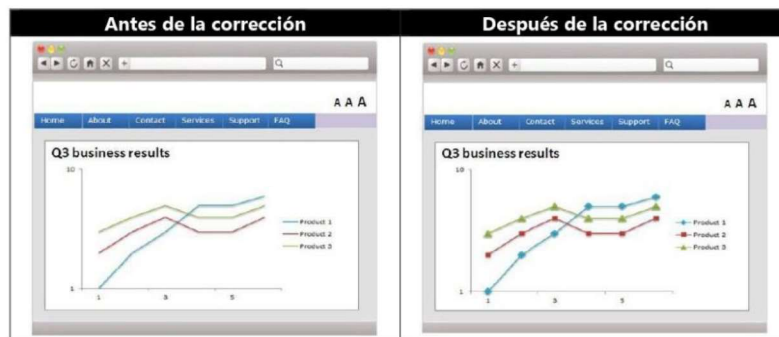 Antes de la corrección
A A A
Home About Contact Services Support FAQ
Q3 business results
10
Product 1
Product 2
Product 3
1
1 3 5
Después de la corrección
A A A
Home About Contact Services Support FAQ
Q3 business results
10
Product 1
Product 2
Product 3
1
1 3 5